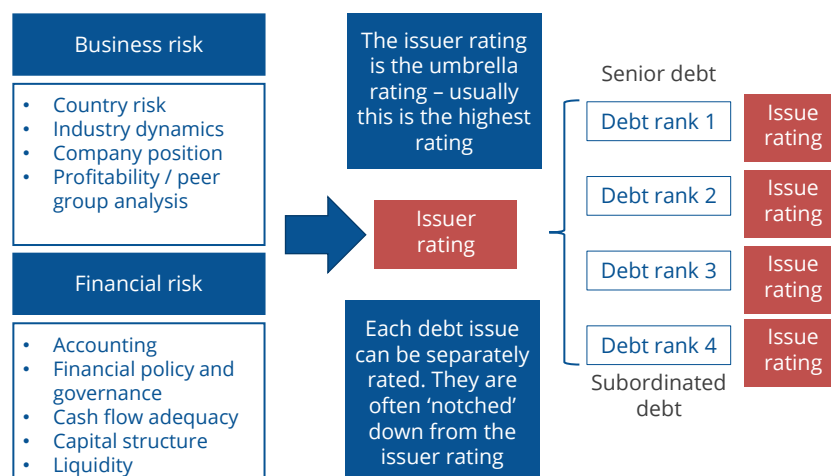 Business risk
• Country risk
• Industry dynamics
• Company position
• Profitability / peer
group analysis
Financial risk
• Accounting
• Financial policy and
governance
• Cash flow adequacy
• Capital structure
• Liquidity
The issuer rating
is the umbrella
rating – usually
this is the highest
rating
Issuer
rating
Each debt issue
can be separately
rated. They are
often ‘notched’
down from the
issuer rating
Senior debt
Debt rank 1
Issue
rating
Debt rank 2
Issue
rating
Debt rank 3
Issue
rating
Debt rank 4
Issue
rating
Subordinated
debt